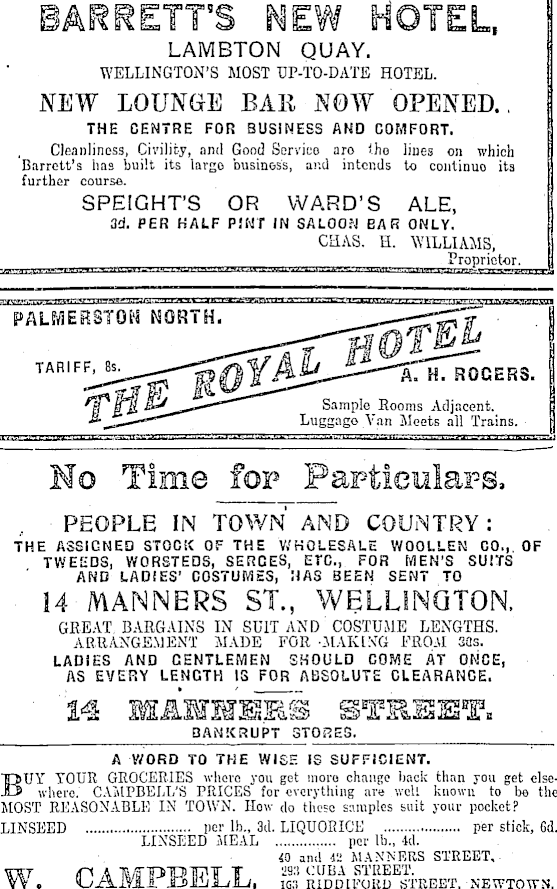 BARRETT'S NEW HOTEL,
LAMBTON QUAY.
WELLINGTON'S MOST UP-TO-DATE HOTEL.
NEW LOUNGE BAR NOW OPENED.
THE CENTRE FOR BUSINESS AND COMFORT.
Cleanliness, Civility, and Good Service are the lines on which
Barrett's has built its large business, and intends to continue its
further course.
SPEIGHT'S OR WARD'S ALE,
3d. PER HALF PINT IN SALOON BAR ONLY.
CHAS. H. WILLIAMS,
Proprietor.
PALMERSTON NORTH.
TARIFF, 8s.
THE ROYAL HOTEL
A. H. ROGERS.
Sample Rooms Adjacent.
Luggage Van Meets all Trains.
No Time for Particulars.
PEOPLE IN TOWN AND COUNTRY:
THE ASSIGNED STOCK OF THE WHOLESALE WOOLLEN CO., OF
TWEEDS, WORSTEDS, SERGES, ETC., FOR MEN'S SUITS
AND LADIES' COSTUMES, HAS BEEN SENT TO
14 MANNERS ST., WELLINGTON.
GREAT BARGAINS IN SUIT AND COSTUME LENGTHS.
ARRANGEMENT MADE FOR MAKING FROM 38s.
LADIES AND GENTLEMEN SHOULD COME AT ONCE,
AS EVERY LENGTH IS FOR ABSOLUTE CLEARANCE.
14 MANNERS STREET.
BANKRUPT STORES.
A WORD TO THE WISE IS SUFFICIENT.
BUY YOUR GROCERIES where you get more change back than you get else-
where. CAMPBELL'S PRICES for everything are well known to be the
MOST REASONABLE IN TOWN. How do these samples suit your pocket?
LINSEED .................... per lb., 3d. LIQUORICE .................... per stick, 6d.
LINSEED MEAL ............... per lb., 4d.
40 and 42 MANNERS STREET,
293 CUBA STREET.
W. CAMPBELL, 163 RIDDIFORD STREET, NEWTOWN.